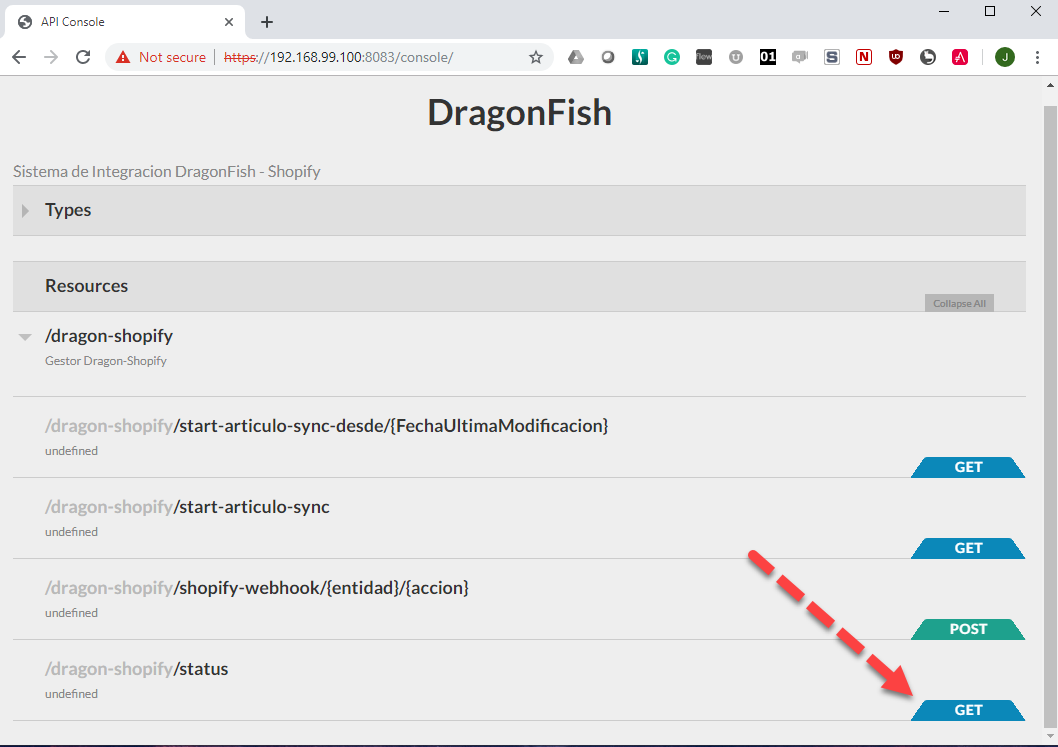 API Console
Not secure https://192.168.99.100:8083/console/
flow
01
S
N
J
DragonFish
Sistema de Integracion DragonFish - Shopify
Types
Resources
Collapse All
/dragon-shopify
Gestor Dragon-Shopify
/dragon-shopify/start-articulo-sync-desde/{FechaUltimaModificacion}
undefined
GET
/dragon-shopify/start-articulo-sync
undefined
GET
/dragon-shopify/shopify-webhook/{entidad}/{accion}
undefined
POST
/dragon-shopify/status
undefined
GET